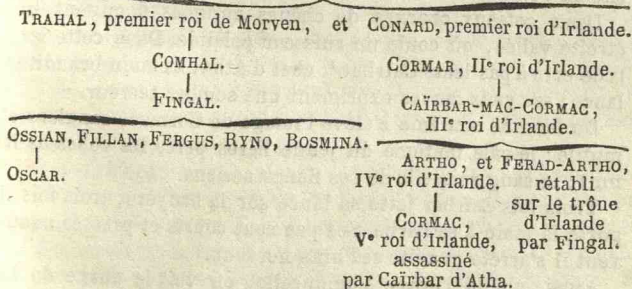 TRAHAL, premier roi de Morven, et CONARD, premier roi d'Irlande.
COMHAL.
CORMAR, IIe roi d'Irlande.
FINGAL.
CAÏRBAR-MAC-CORMAC,
IIIe roi d'Irlande.
OSSIAN, FILLAN, FERGUS, RYNO, BOSMINA.
OSCAR.
ARTHO, et FERAD-ARTHO,
IVe roi d'Irlande. rétabli
sur le trône
CORMAC, d'Irlande
Ve roi d'Irlande, par Fingal.
assassiné
par Caïrbar d'Atha.